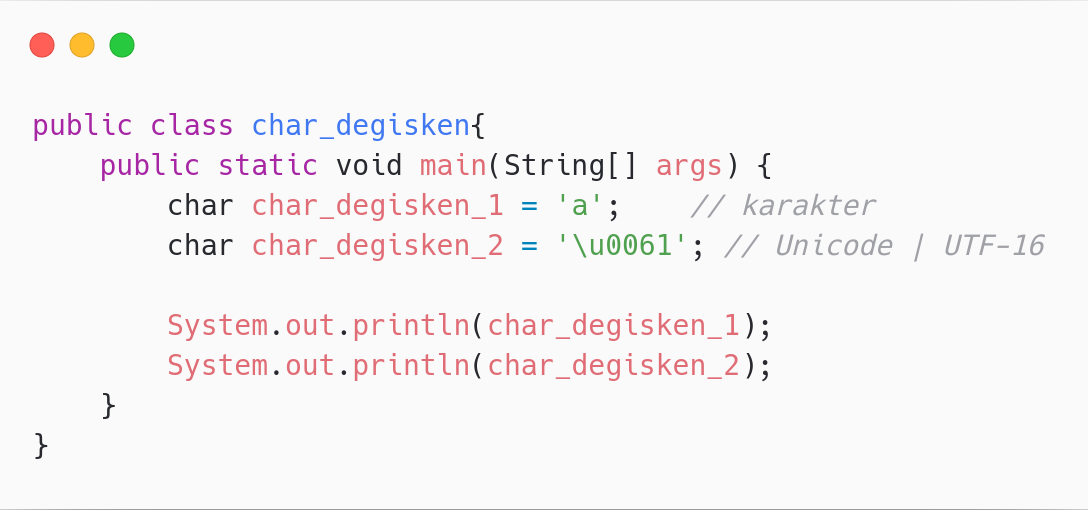 public class char_degisken{
    public static void main(String[] args) {
        char char_degisken_1 = 'a';    // karakter
        char char_degisken_2 = '\u0061'; // Unicode | UTF-16

        System.out.println(char_degisken_1);
        System.out.println(char_degisken_2);
    }
}